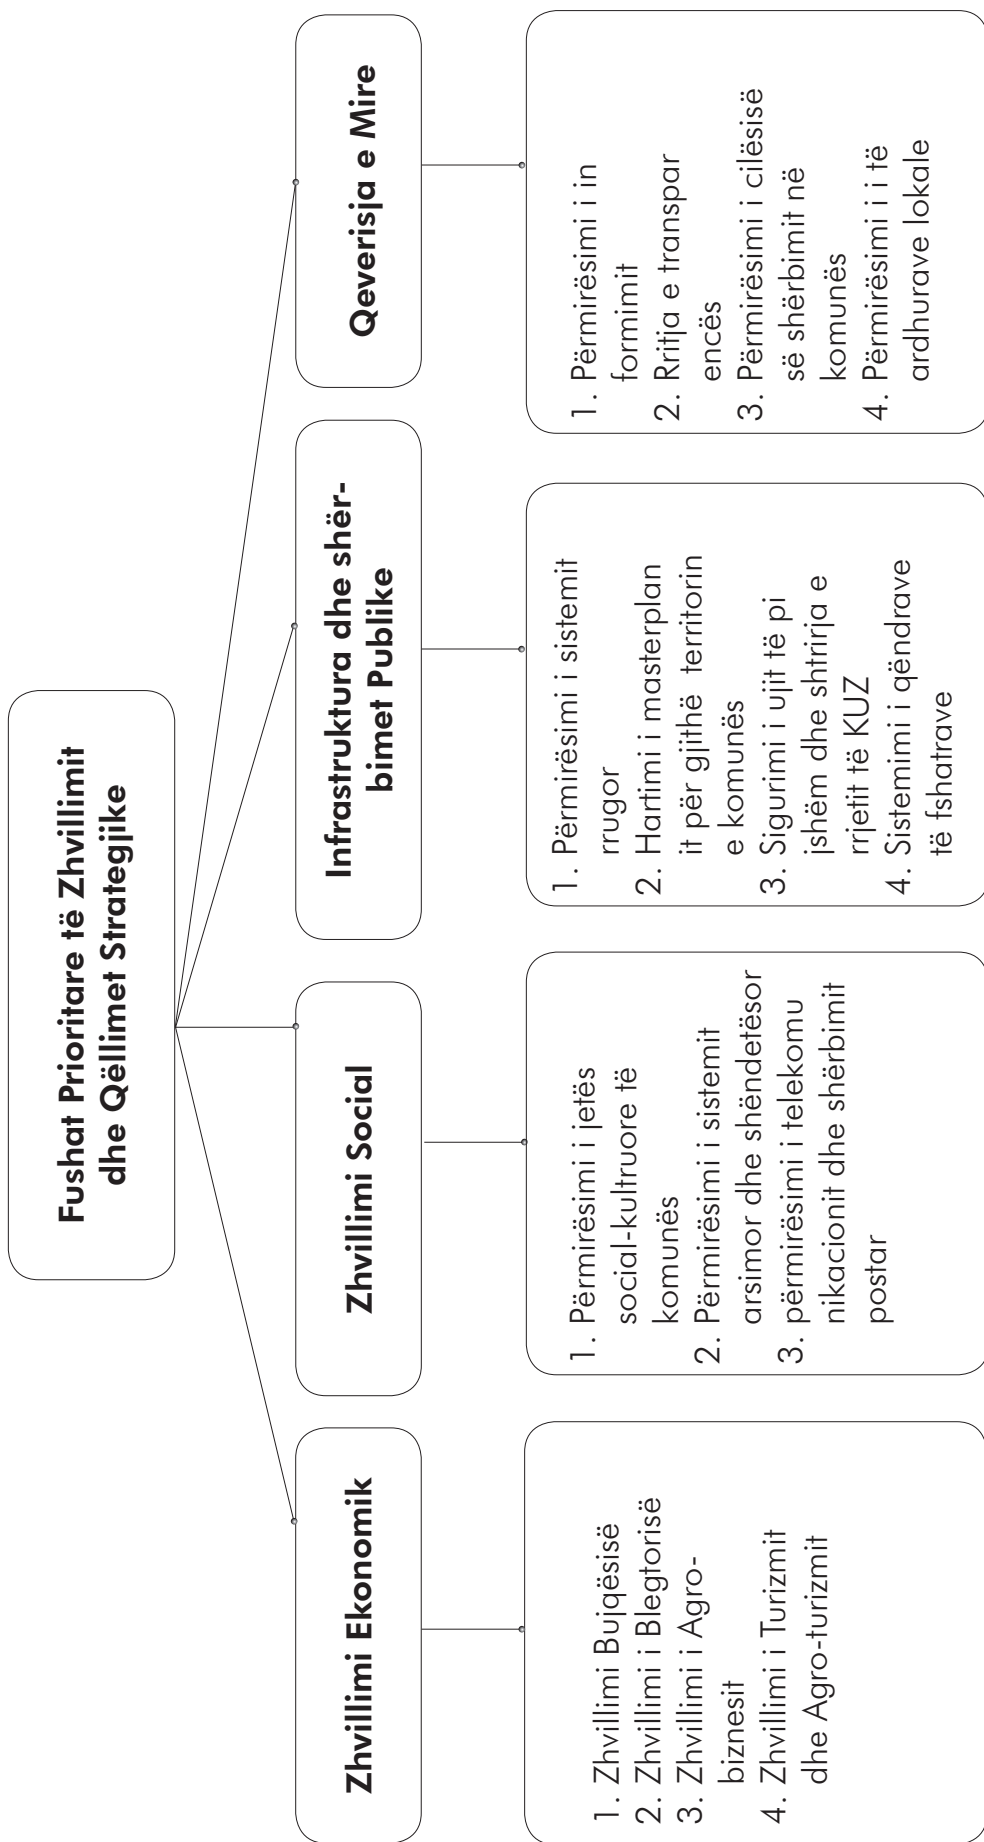 Fushat Prioritare të Zhvillimit
dhe Qëllimet Strategjike
Zhvillimi Ekonomik
1. Zhvillimi Bujqësisë
2. Zhvillimi i Blegtorisë
3. Zhvillimi i Agro-
biznesit
4. Zhvillimi i Turizmit
dhe Agro-turizmit
Zhvillimi Social
1. Përmirësimi i jetës
social-kultruore të
komunës
2. Përmirësimi i sistemit
arsimor dhe shëndetësor
3. përmirësimi i telekomu
nikacionit dhe shërbimit
postar
Infrastruktura dhe shër-
bimet Publike
1. Përmirësimi i sistemit
rrugor
2. Hartimi i masterplan
it për gjithë territorin
e komunës
3. Sigurimi i ujit të pi
jshëm dhe shtrirja e
rrjetit të KUZ
4. Sistemimi i qëndrave
të fshatrave
Qeverisja e Mire
1. Përmirësimi i in
formimit
2. Rritja e transpar
encës
3. Përmirësimi i cilësisë
së shërbimit në
komunës
4. Përmirësimi i i të
ardhurave lokale